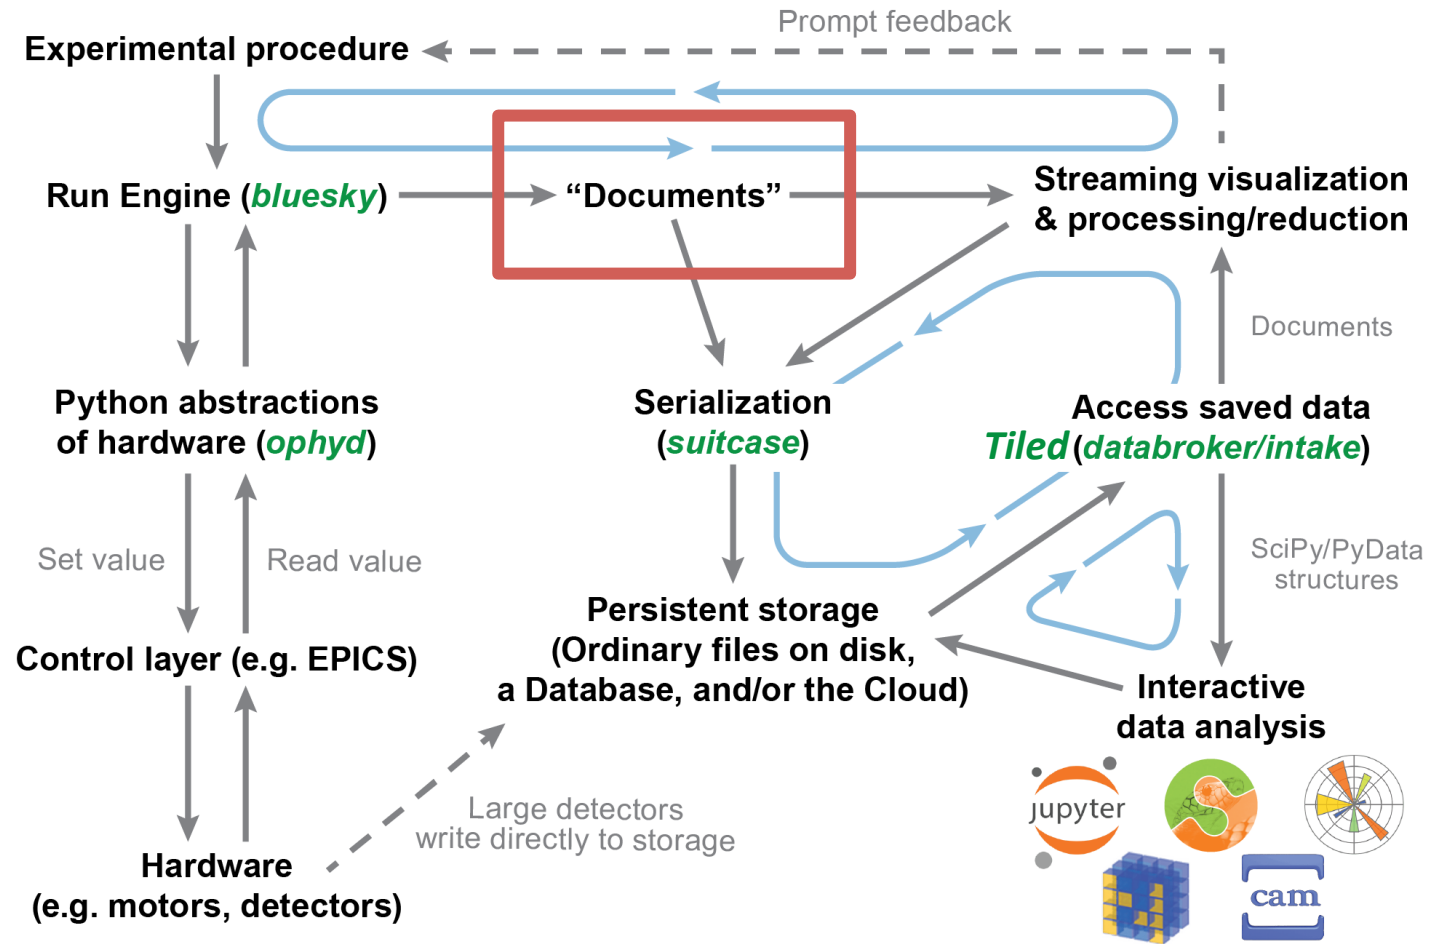 Prompt feedback
Experimental procedure
Run Engine (bluesky)
“Documents”
Streaming visualization
& processing/reduction
Documents
Python abstractions
of hardware (ophyd)
Serialization
(suitcase)
Access saved data
Tiled (databroker/intake)
Set value
Read value
SciPy/PyData
structures
Control layer (e.g. EPICS)
Persistent storage
(Ordinary files on disk,
a Database, and/or the Cloud)
Interactive
data analysis
Large detectors
write directly to storage
Hardware
(e.g. motors, detectors)
jupyter
cam